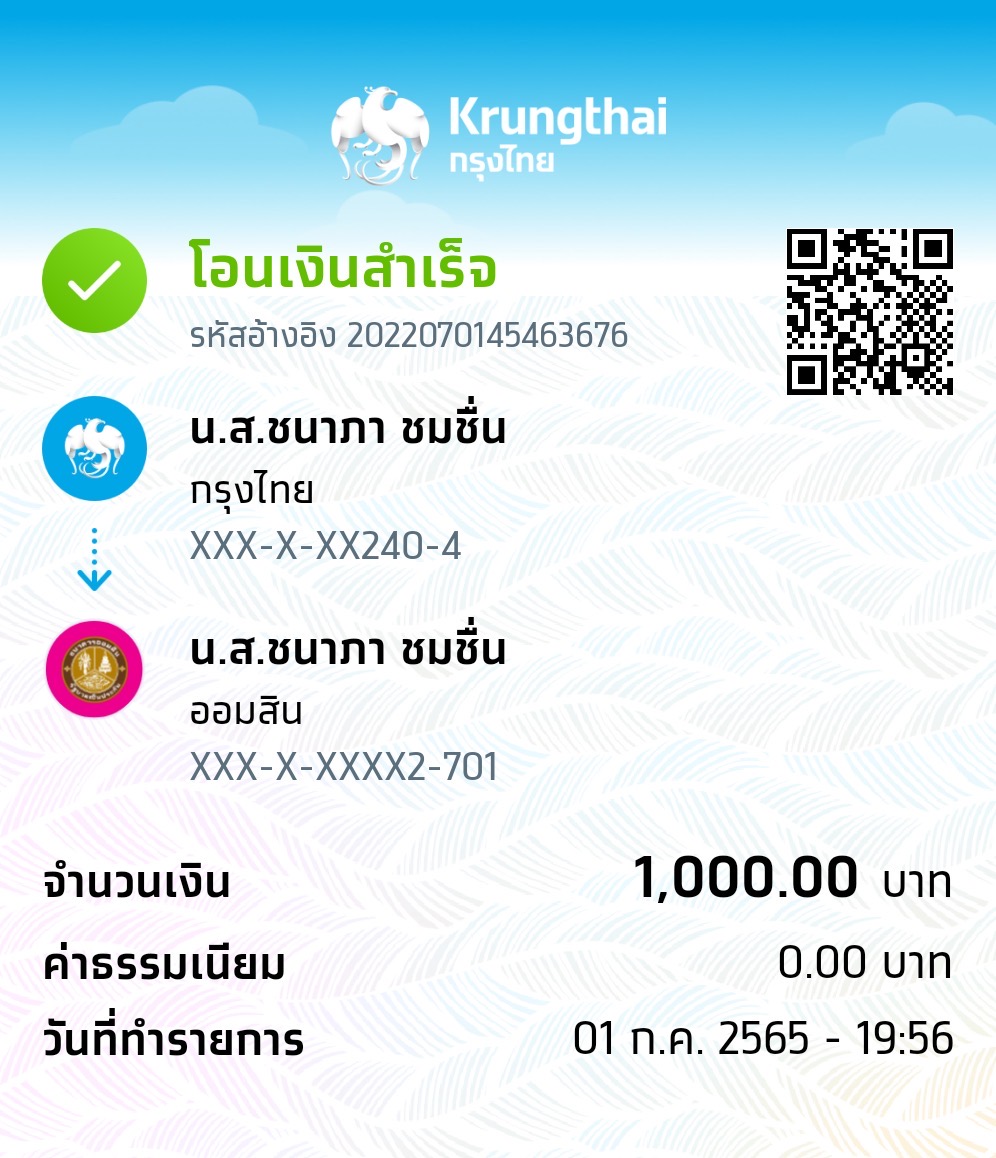 Krungthai
กรุงไทย
โอนเงินสำเร็จ
รหัสอ้างอิง 2022070145463676
น.ส.ชนาภา ชมชื่น
กรุงไทย
XXX-X-XX240-4
น.ส.ชนาภา ชมชื่น
ออมสิน
XXX-X-XXXX2-701
จำนวนเงิน 1,000.00 บาท
ค่าธรรมเนียม 0.00 บาท
วันที่ทำรายการ 01 ก.ค. 2565 - 19:56